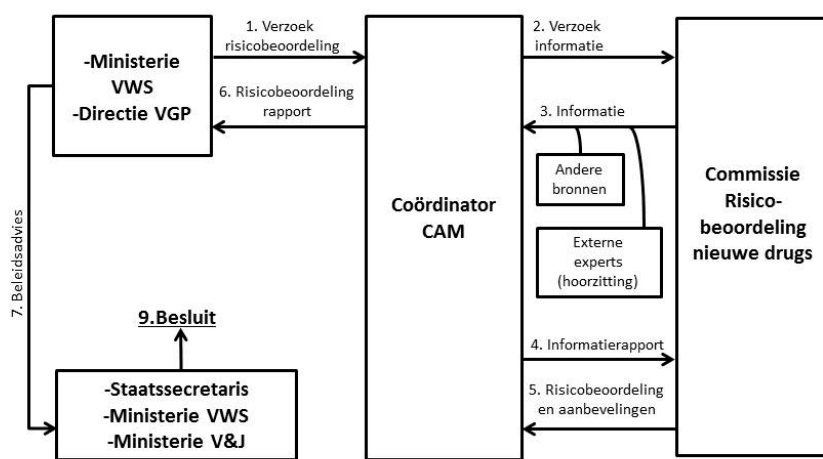 -Ministerie
VWS
-Directie VGP
1. Verzoek
risicobeoordeling
6. Risicobeoordeling
rapport
Coördinator
CAM
2. Verzoek
informatie
3. Informatie
Andere
bronnen
Externe
experts
(hoorzitting)
4. Informatierapport
5. Risicobeoordeling
en aanbevelingen
Commissie
Risico-
beoordeling
nieuwe drugs
7. Beleidsadvies
9.Besluit
-Staatssecretaris
-Ministerie VWS
-Ministerie V&J